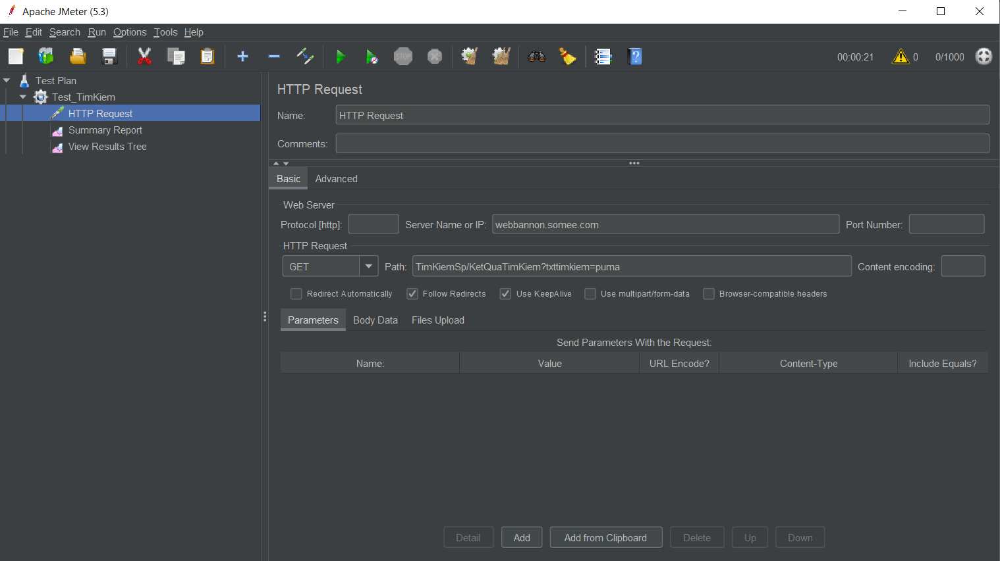 Apache JMeter (5.3)
File Edit Search Run Options Tools Help
STOP
00:00:21 0 0/1000
Test Plan
Test_TimKiem
HTTP Request
Summary Report
View Results Tree
HTTP Request
Name: HTTP Request
Comments:
Basic Advanced
Web Server
Protocol [http]: Server Name or IP: webbannon.somee.com Port Number:
HTTP Request
GET Path: TimKiemSp/KetQuaTimKiem?txttimkiem=puma Content encoding:
Redirect Automatically Follow Redirects Use KeepAlive Use multipart/form-data Browser-compatible headers
Parameters Body Data Files Upload
Send Parameters With the Request:
Name: Value URL Encode? Content-Type Include Equals?
Detail Add Add from Clipboard Delete Up Down